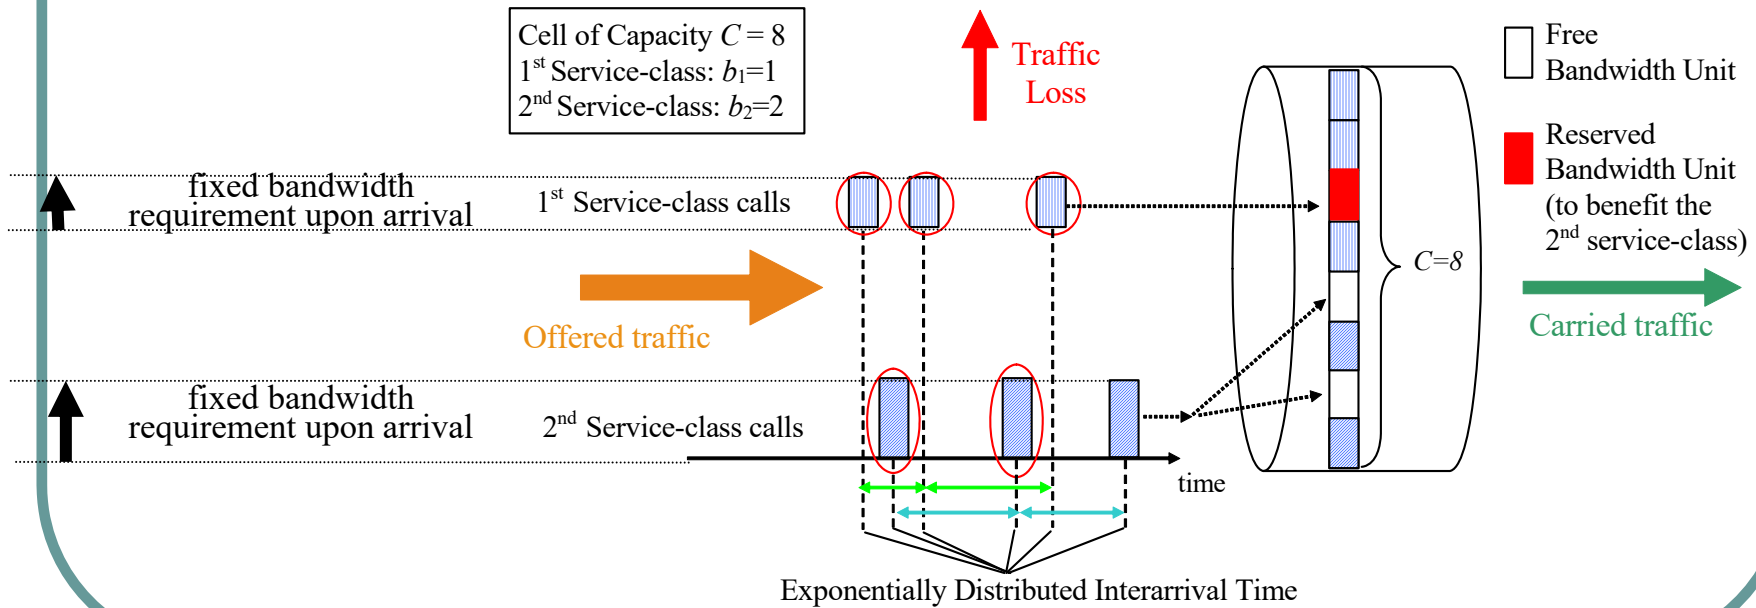 Cell of Capacity C = 8
1st Service-class: b1=1
2nd Service-class: b2=2
Traffic
Loss
Free
Bandwidth Unit
Reserved
Bandwidth Unit
(to benefit the
2nd service-class)
fixed bandwidth
requirement upon arrival
1st Service-class calls
C=8
Offered traffic
Carried traffic
fixed bandwidth
requirement upon arrival
2nd Service-class calls
time
Exponentially Distributed Interarrival Time